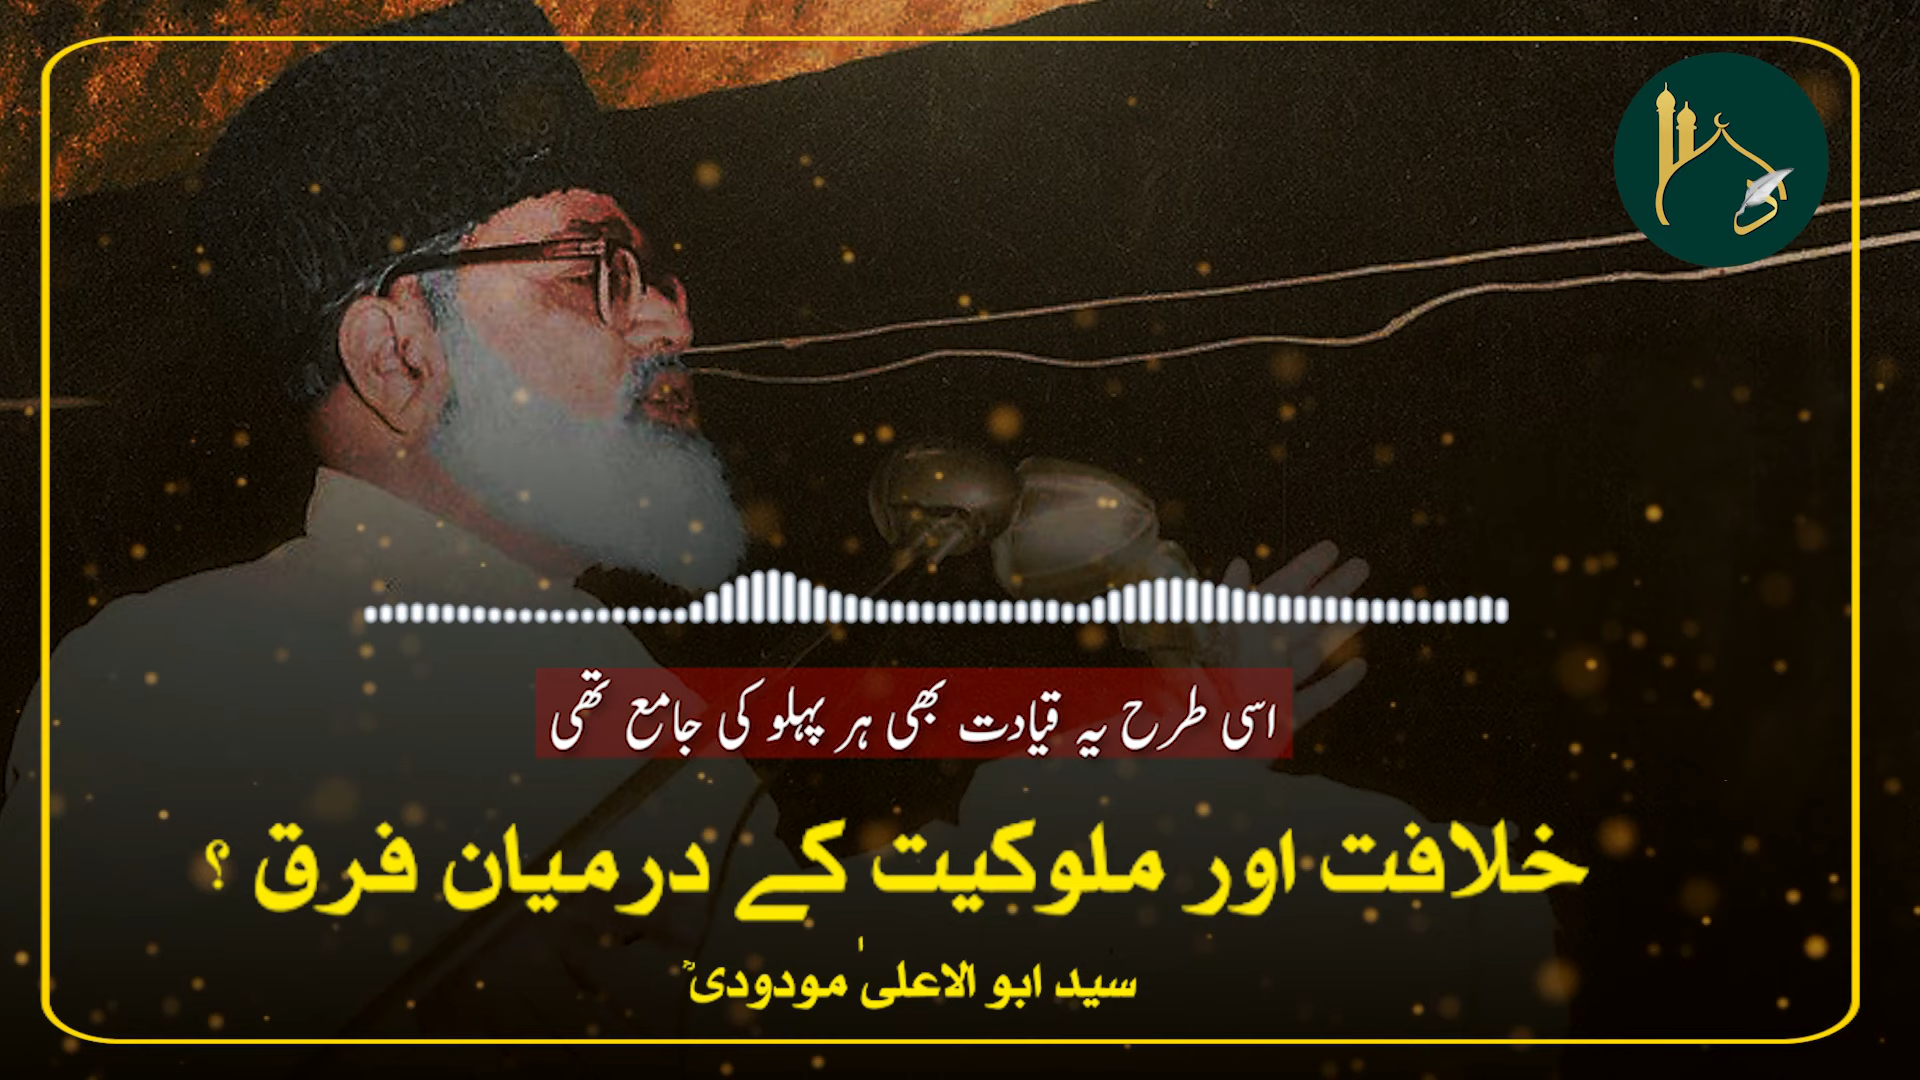 اسی طرح یہ قیادت بھی ہر پہلو کی جامع تھی
خلافت اور ملوکیت کے درمیان فرق ؟
سید ابو الاعلیٰ مودودیؒ